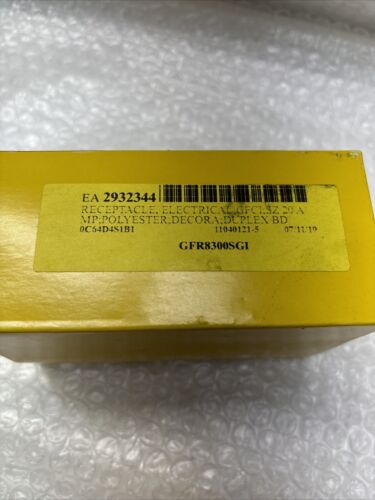 EA 2932344
RECEPTACLE, ELECTRICAL,GFCI,SZ 20 A
MP,POLYESTER,DECORA,DUPLEX BD
0C64D4S1B1 11040121-5 07/11/19
GFR8300SGI